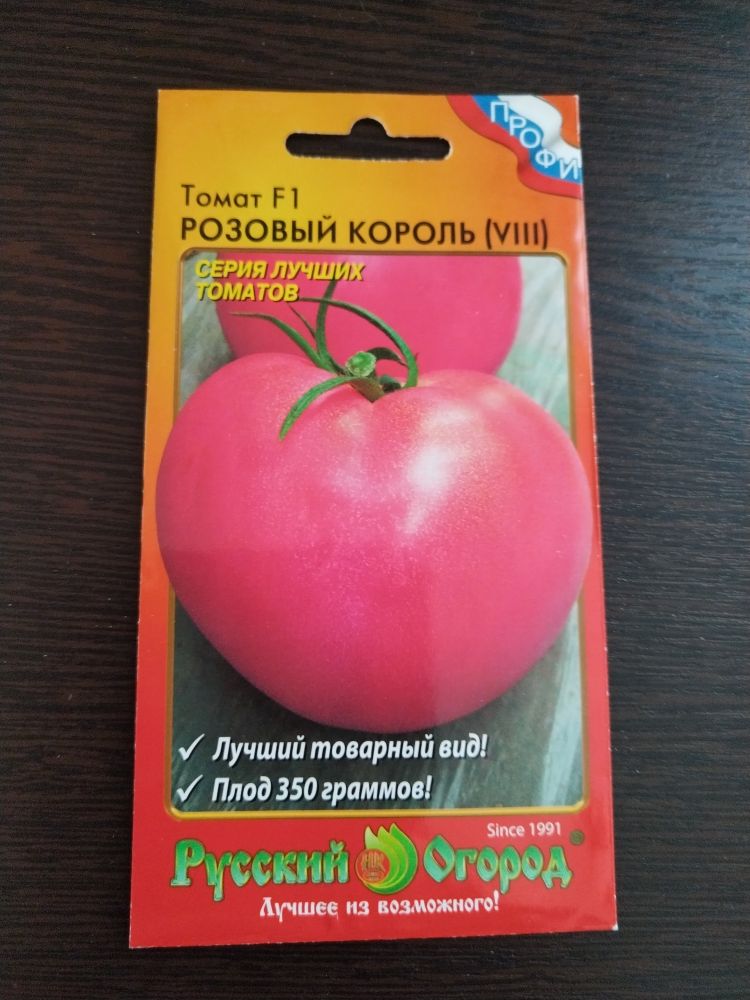 ПРОФИ
Томат F1
РОЗОВЫЙ КОРОЛЬ (VIII)
СЕРИЯ ЛУЧШИХ
ТОМАТОВ
✓ Лучший товарный вид!
✓ Плод 350 граммов!
Since 1991
Русский Огород®
Лучшее из возможного!